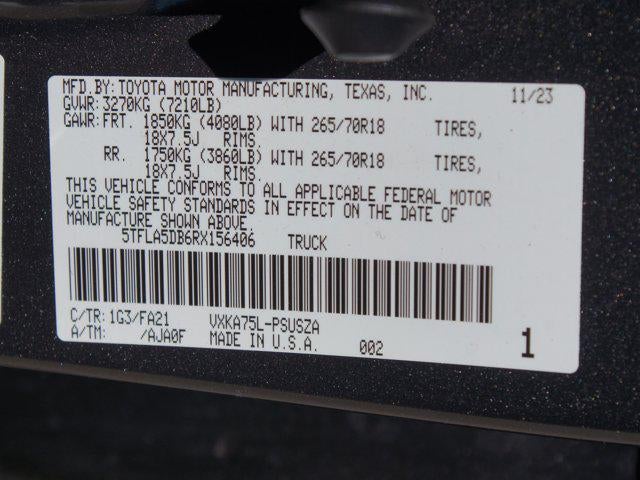 MFD.BY: TOYOTA MOTOR MANUFACTURING, TEXAS, INC. 11/23
GVWR: 3270KG (7210LB)
GAWR: FRT. 1850KG (4080LB) WITH 265/70R18 TIRES,
18X7.5J RIMS.
RR. 1750KG (3860LB) WITH 265/70R18 TIRES,
18X7.5J RIMS.
THIS VEHICLE CONFORMS TO ALL APPLICABLE FEDERAL MOTOR
VEHICLE SAFETY STANDARDS IN EFFECT ON THE DATE OF
MANUFACTURE SHOWN ABOVE.
5TFLA5DB6RX156406 TRUCK
C/TR: 1G3/FA21 VXKA75L-PSUSZA
A/TM: /AJA0F MADE IN U.S.A. 002 1